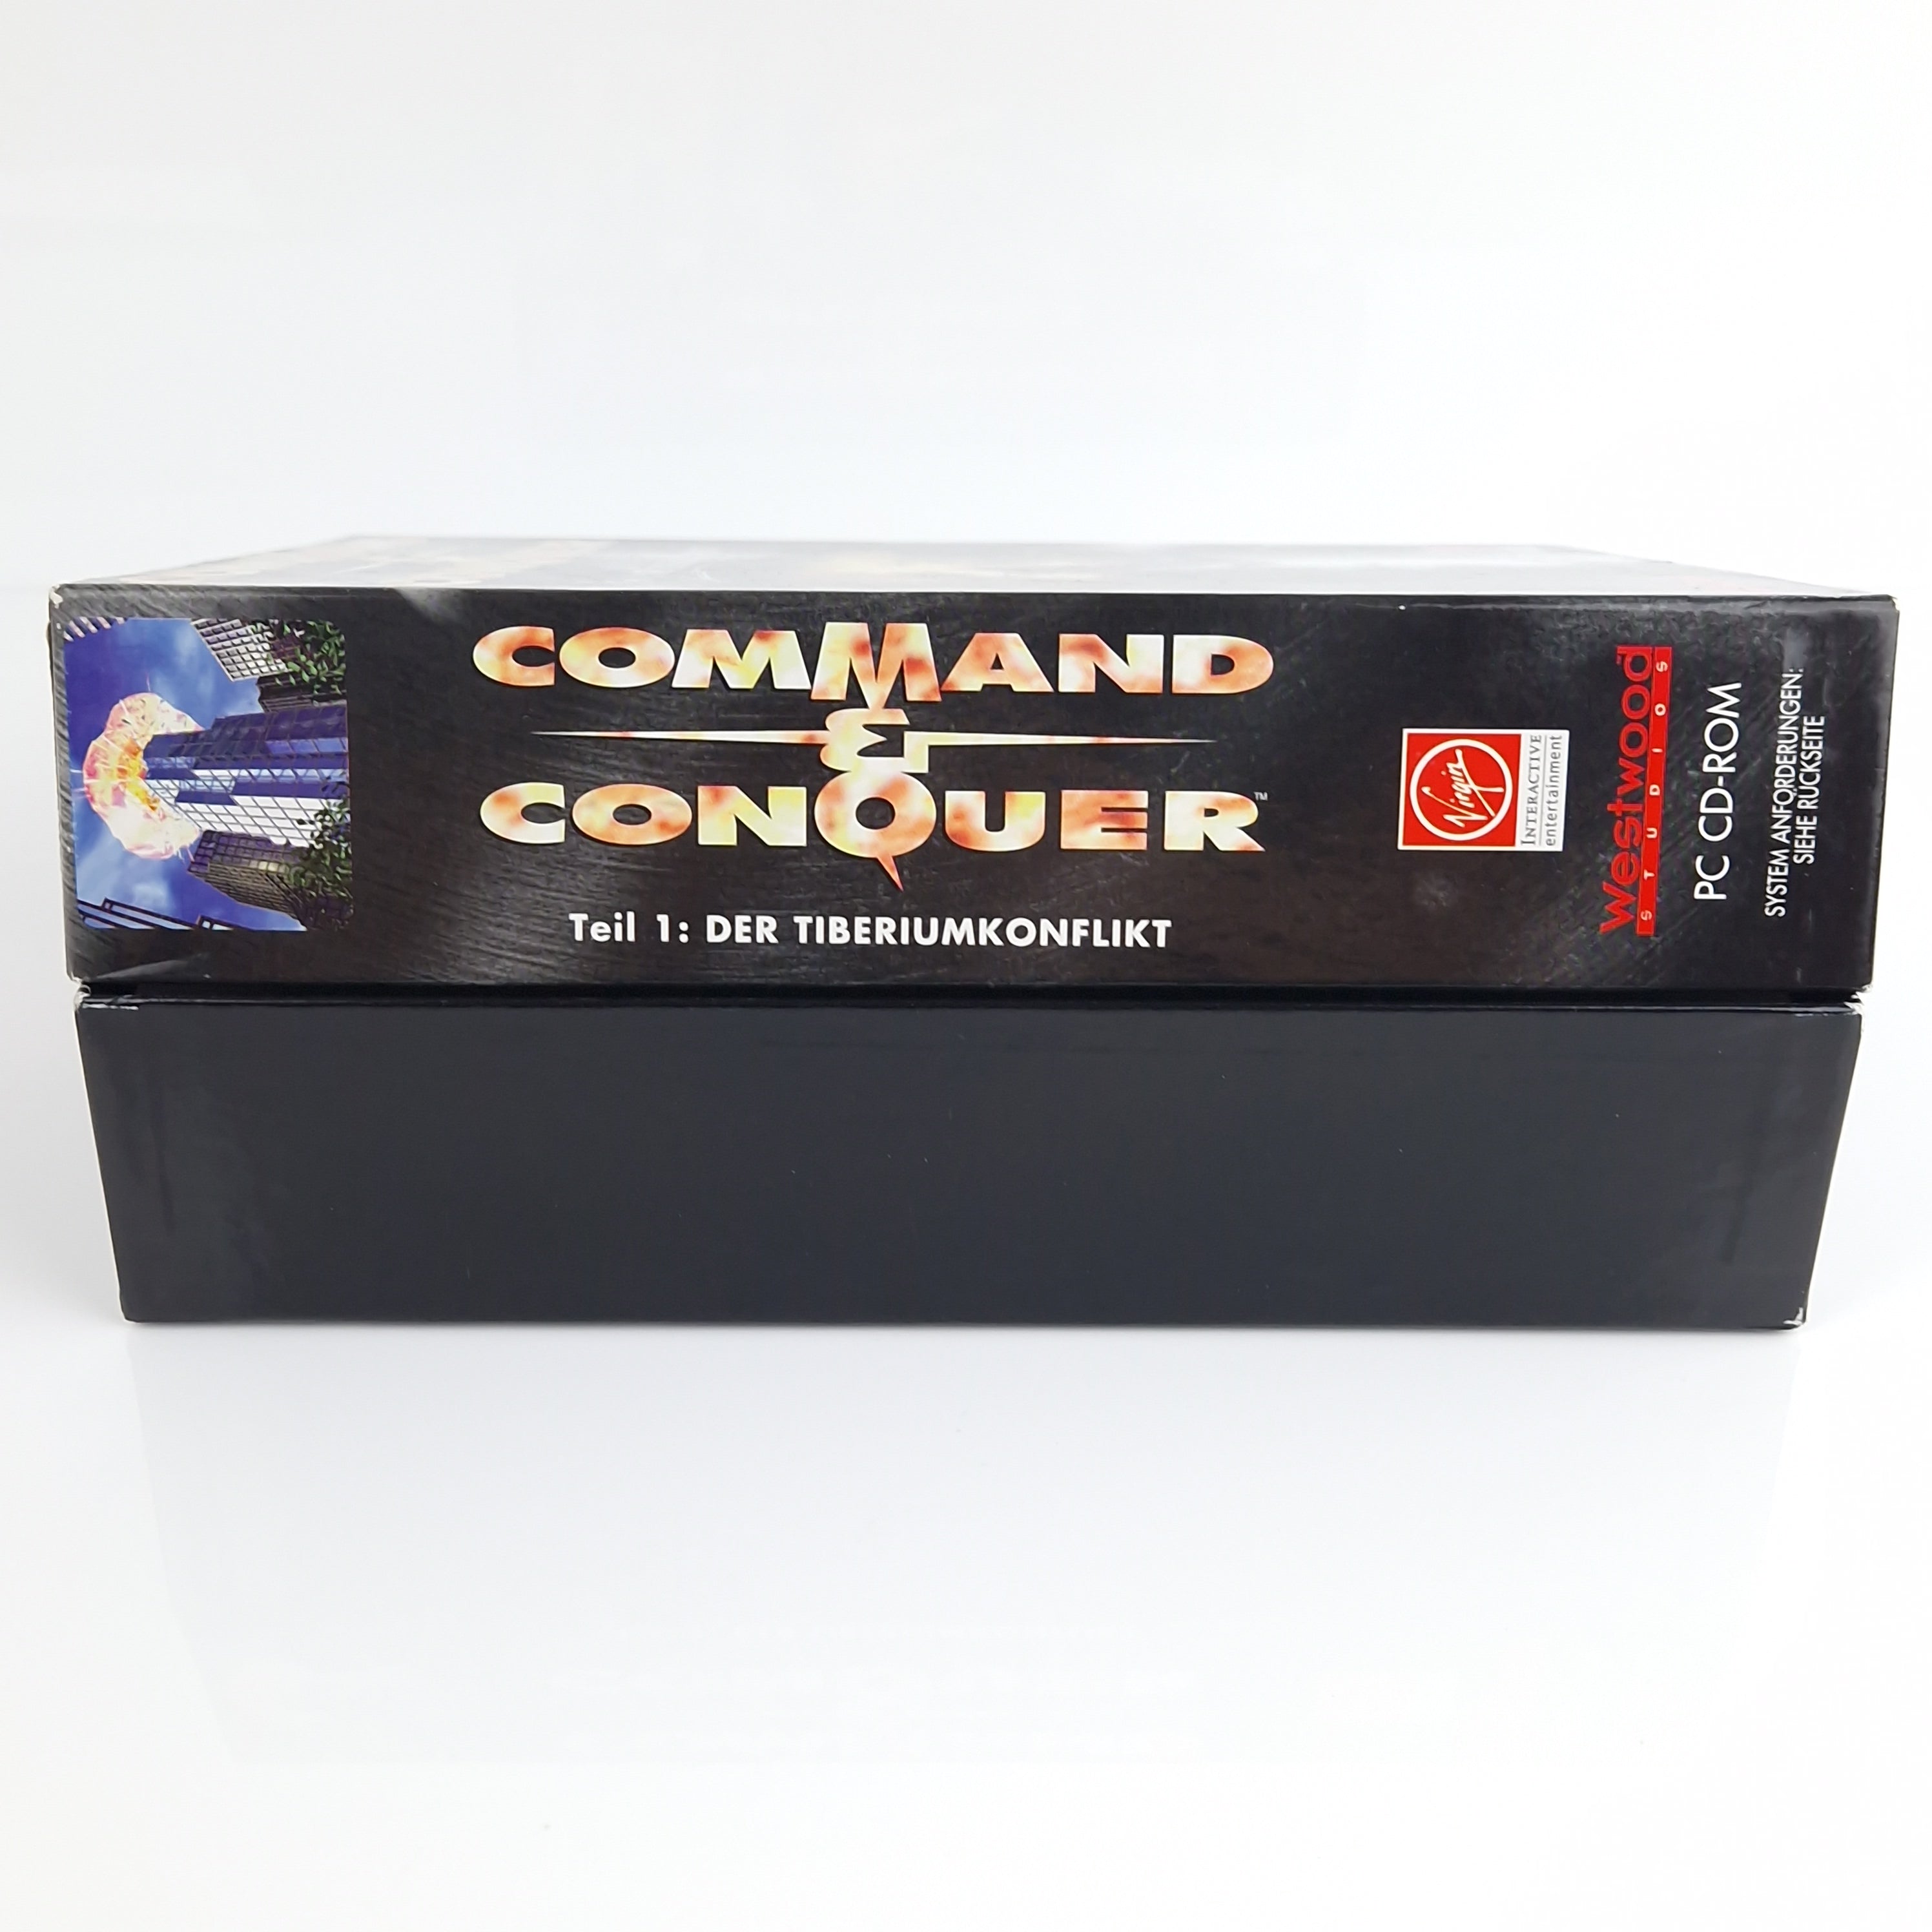 COMMAND
&
CONQUER™
Teil 1: DER TIBERIUMKONFLIKT
Virgin
INTERACTIVE
entertainment
Westwood
STUDIOS
PC CD-ROM
SYSTEM ANFORDERUNGEN:
SIEHE RÜCKSEITE